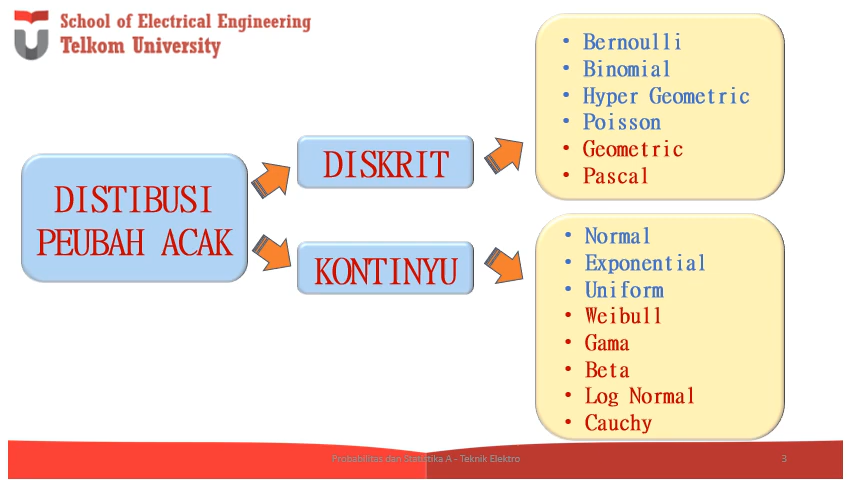 School of Electrical Engineering
Telkom University
DISTIBUSI
PEUBAH ACAK
DISKRIT
• Bernoulli
• Binomial
• Hyper Geometric
• Poisson
• Geometric
• Pascal
KONTINYU
• Normal
• Exponential
• Uniform
• Weibull
• Gama
• Beta
• Log Normal
• Cauchy
Probabilitas dan Statistika A - Teknik Elektro
3